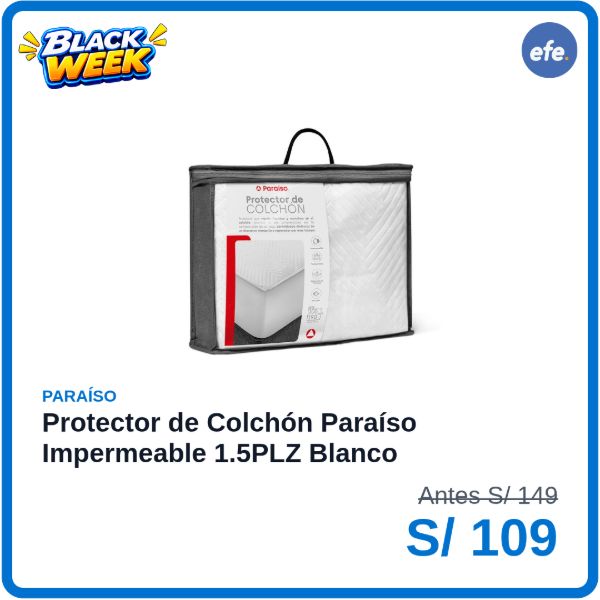 BLACK
WEEK
efe.
Paraíso
Protector de
COLCHÓN
PARAÍSO
Protector de Colchón Paraíso
Impermeable 1.5PLZ Blanco
Antes S/ 149
S/ 109